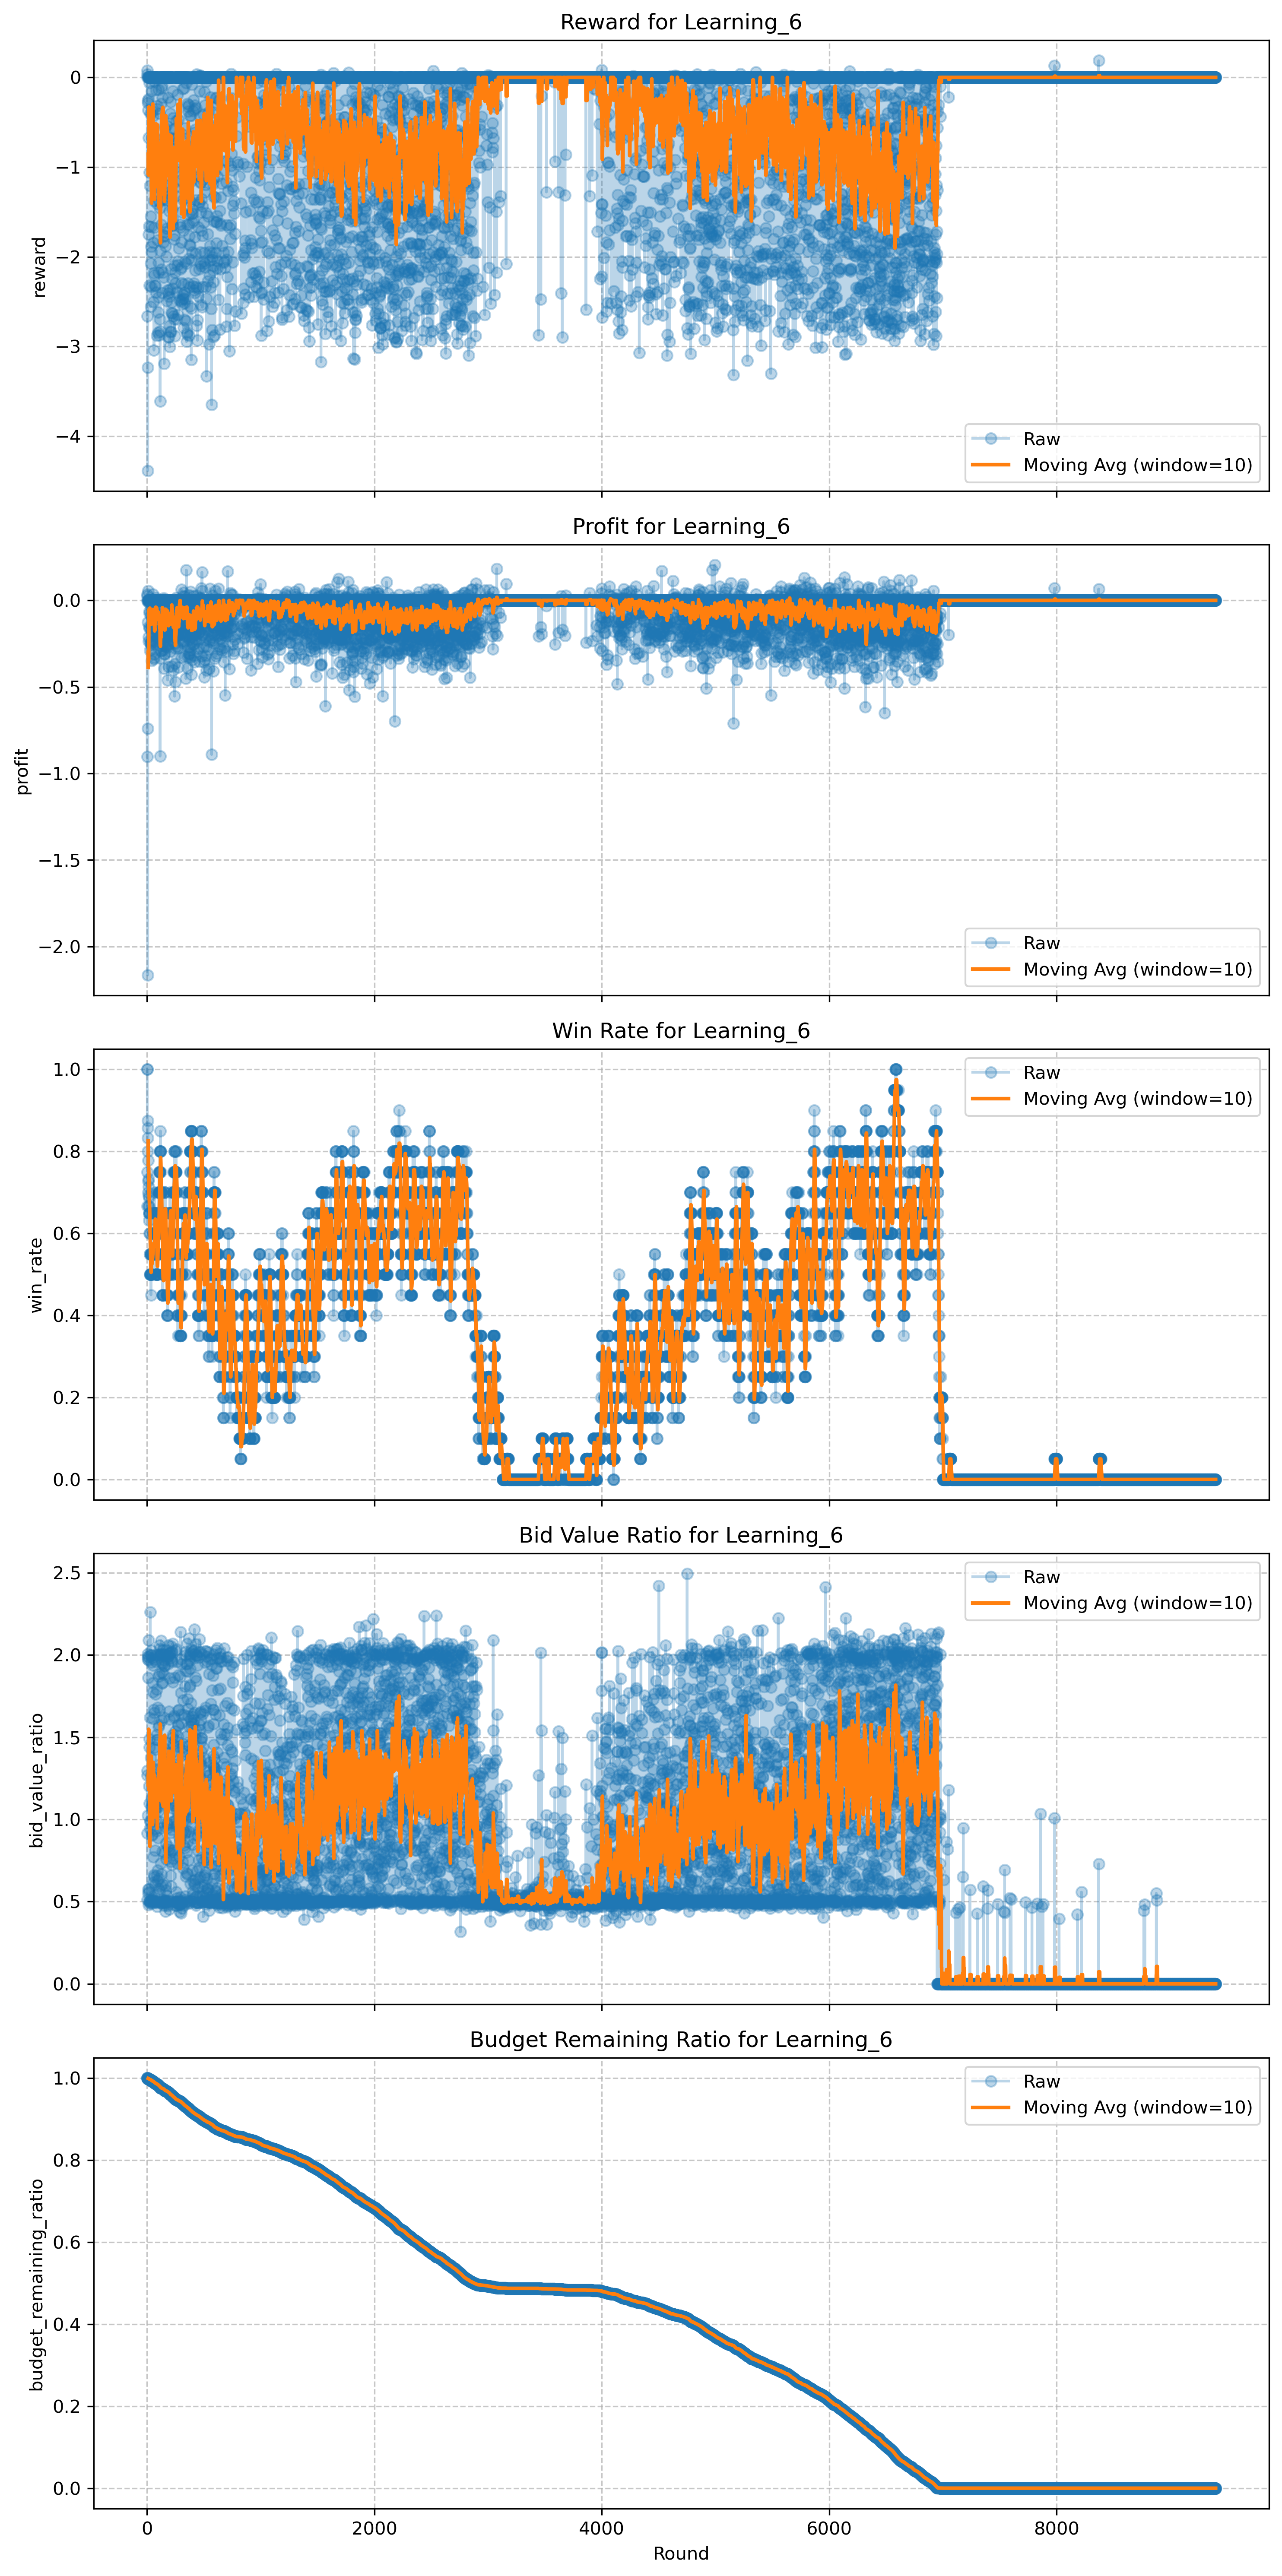 Reward for Learning_6
0
−1
−2
−3
−4
reward
Raw
Moving Avg (window=10)
Profit for Learning_6
0.0
−0.5
−1.0
−1.5
−2.0
profit
Raw
Moving Avg (window=10)
Win Rate for Learning_6
1.0
0.8
0.6
0.4
0.2
0.0
win_rate
Raw
Moving Avg (window=10)
Bid Value Ratio for Learning_6
2.5
2.0
1.5
1.0
0.5
0.0
bid_value_ratio
Raw
Moving Avg (window=10)
Budget Remaining Ratio for Learning_6
1.0
0.8
0.6
0.4
0.2
0.0
budget_remaining_ratio
Raw
Moving Avg (window=10)
0 2000 4000 6000 8000
Round